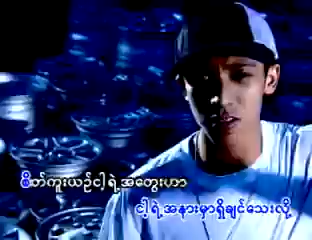 စိတ်ကူးယဉ်ငါ့ရဲ့အတွေးဟာ
ငါ့ရဲ့အနားမှာရှိချင်သေးလို့